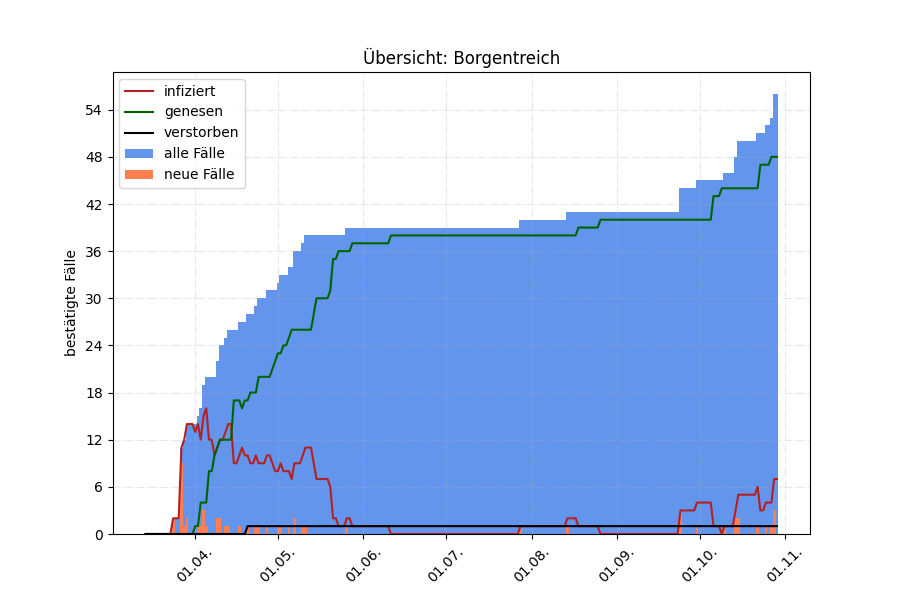 Übersicht: Borgentreich
infiziert
genesen
verstorben
alle Fälle
neue Fälle
bestätigte Fälle
54
48
42
36
30
24
18
12
6
0
01.04.
01.05.
01.06.
01.07.
01.08.
01.09.
01.10.
01.11.